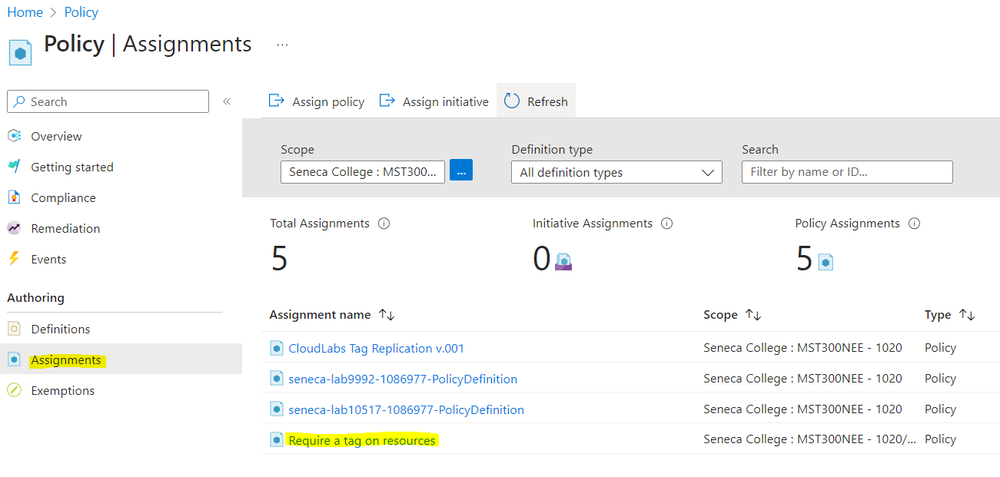 Home > Policy
Policy | Assignments ...
Search «
Overview
Getting started
Compliance
Remediation
Events
Authoring
Definitions
Assignments
Exemptions
Assign policy Assign initiative Refresh
Scope Definition type Search
Seneca College : MST300... ... All definition types Filter by name or ID...
Total Assignments Initiative Assignments Policy Assignments
5 0 5
Assignment name Scope Type
CloudLabs Tag Replication v.001 Seneca College : MST300NEE - 1020 Policy
seneca-lab9992-1086977-PolicyDefinition Seneca College : MST300NEE - 1020 Policy
seneca-lab10517-1086977-PolicyDefinition Seneca College : MST300NEE - 1020 Policy
Require a tag on resources Seneca College : MST300NEE - 1020/... Policy